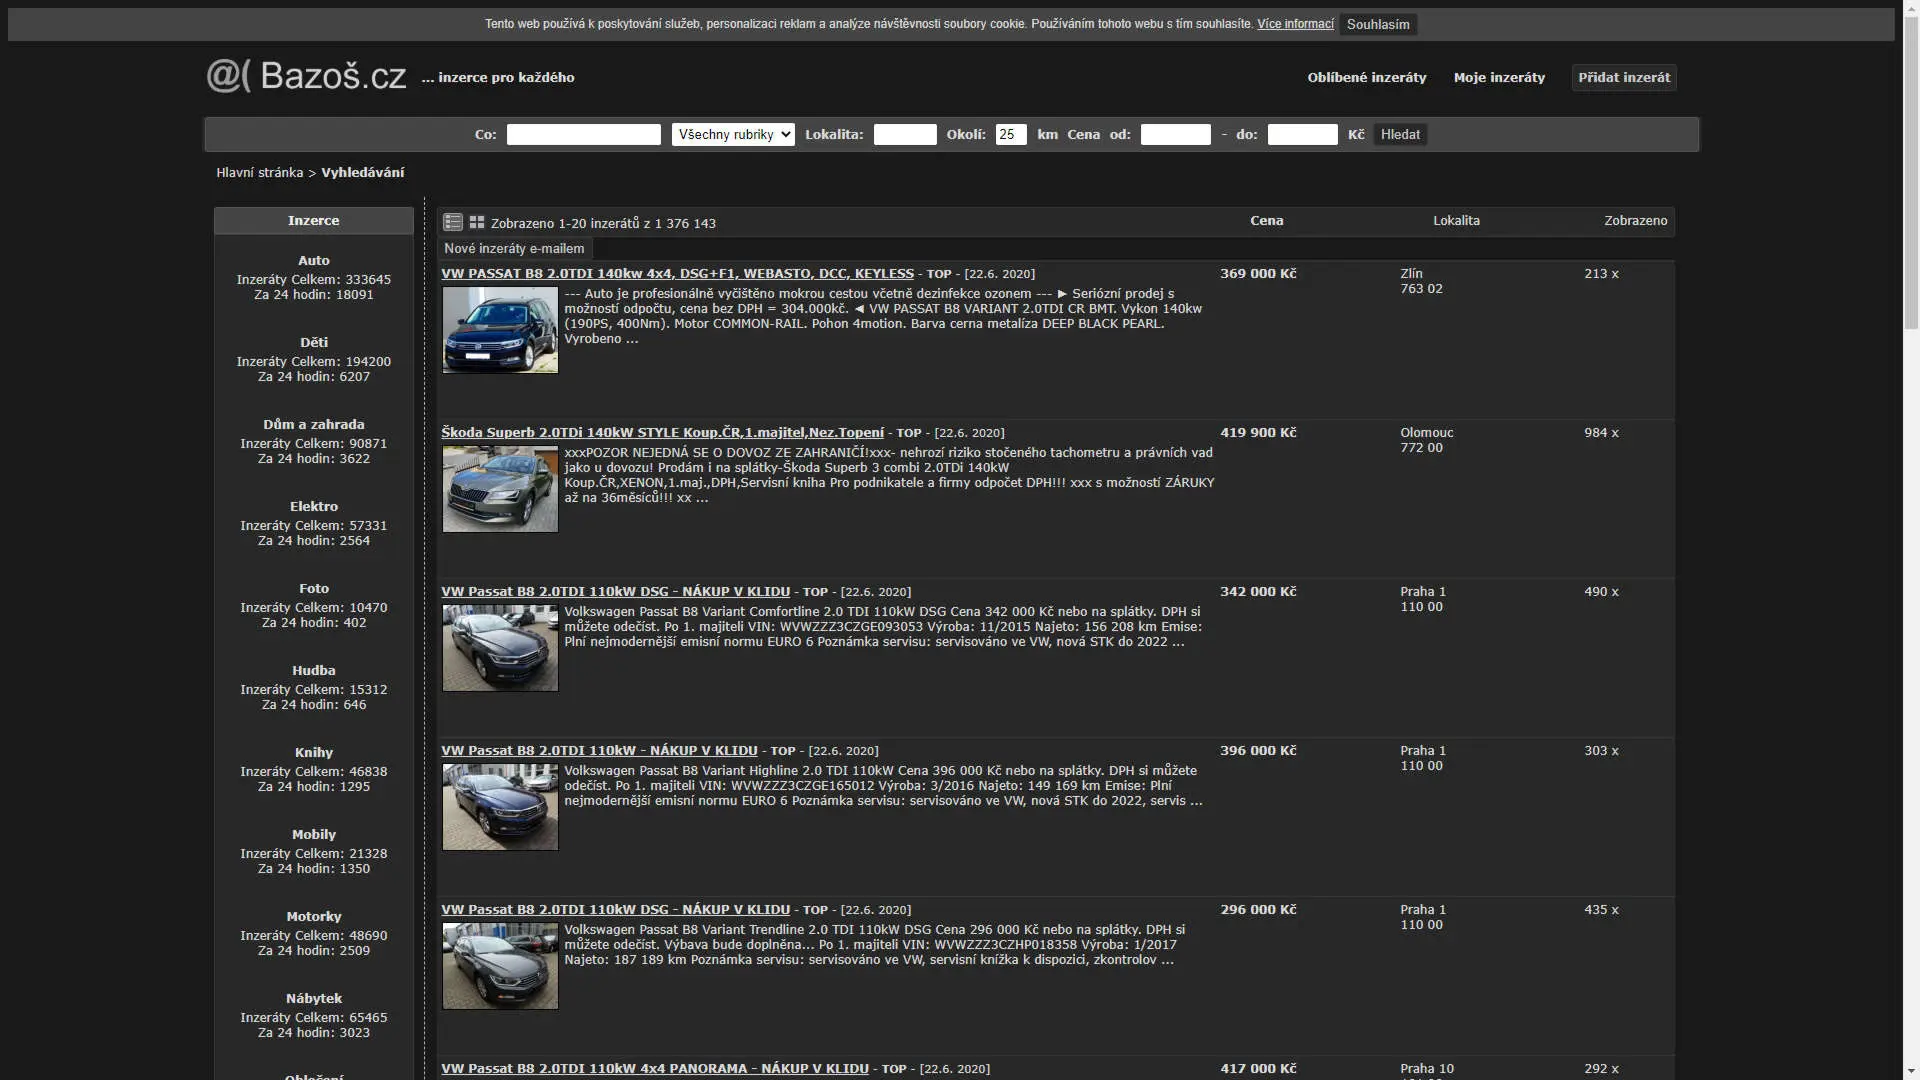 Tento web používá k poskytování služeb, personalizaci reklam a analýze návštěvnosti soubory cookie. Používáním tohoto webu s tím souhlasíte. Více informací Souhlasím
@( Bazoš.cz ... inzerce pro každého Oblíbené inzeráty Moje inzeráty Přidat inzerát
Co: Všechny rubriky Lokalita: Okolí: 25 km Cena od: - do: Kč Hledat
Hlavní stránka > Vyhledávání
Inzerce
Auto
Inzeráty Celkem: 333645
Za 24 hodin: 18091
Děti
Inzeráty Celkem: 194200
Za 24 hodin: 6207
Dům a zahrada
Inzeráty Celkem: 90871
Za 24 hodin: 3622
Elektro
Inzeráty Celkem: 57331
Za 24 hodin: 2564
Foto
Inzeráty Celkem: 10470
Za 24 hodin: 402
Hudba
Inzeráty Celkem: 15312
Za 24 hodin: 646
Knihy
Inzeráty Celkem: 46838
Za 24 hodin: 1295
Mobily
Inzeráty Celkem: 21328
Za 24 hodin: 1350
Motorky
Inzeráty Celkem: 48690
Za 24 hodin: 2509
Nábytek
Inzeráty Celkem: 65465
Za 24 hodin: 3023
Zobrazeno 1-20 inzerátů z 1 376 143 Cena Lokalita Zobrazeno
Nové inzeráty e-mailem
VW PASSAT B8 2.0TDI 140kw 4x4, DSG+F1, WEBASTO, DCC, KEYLESS - TOP - [22.6. 2020] 369 000 Kč Zlín 213 x
763 02
--- Auto je profesionálně vyčištěno mokrou cestou včetně dezinfekce ozonem --- ► Seriózní prodej s
možností odpočtu, cena bez DPH = 304.000kč. ◄ VW PASSAT B8 VARIANT 2.0TDI CR BMT. Vykon 140kw
(190PS, 400Nm). Motor COMMON-RAIL. Pohon 4motion. Barva cerna metalíza DEEP BLACK PEARL.
Vyrobeno ...
Škoda Superb 2.0TDi 140kW STYLE Koup.ČR,1.majitel,Nez.Topení - TOP - [22.6. 2020] 419 900 Kč Olomouc 984 x
772 00
xxxPOZOR NEJEDNÁ SE O DOVOZ ZE ZAHRANIČÍ!xxx- nehrozí riziko stočeného tachometru a právních vad
jako u dovozu! Prodám i na splátky-Škoda Superb 3 combi 2.0TDi 140kW
Koup.ČR,XENON,1.maj.,DPH,Servisní kniha Pro podnikatele a firmy odpočet DPH!!! xxx s možností ZÁRUKY
až na 36měsíců!!! xx ...
VW Passat B8 2.0TDI 110kW DSG - NÁKUP V KLIDU - TOP - [22.6. 2020] 342 000 Kč Praha 1 490 x
110 00
Volkswagen Passat B8 Variant Comfortline 2.0 TDI 110kW DSG Cena 342 000 Kč nebo na splátky. DPH si
můžete odečíst. Po 1. majiteli VIN: WVWZZZ3CZGE093053 Výroba: 11/2015 Najeto: 156 208 km Emise:
Plní nejmodernější emisní normu EURO 6 Poznámka servisu: servisováno ve VW, nová STK do 2022 ...
VW Passat B8 2.0TDI 110kW - NÁKUP V KLIDU - TOP - [22.6. 2020] 396 000 Kč Praha 1 303 x
110 00
Volkswagen Passat B8 Variant Highline 2.0 TDI 110kW Cena 396 000 Kč nebo na splátky. DPH si můžete
odečíst. Po 1. majiteli VIN: WVWZZZ3CZGE165012 Výroba: 3/2016 Najeto: 149 169 km Emise: Plní
nejmodernější emisní normu EURO 6 Poznámka servisu: servisováno ve VW, nová STK do 2022, servis ...
VW Passat B8 2.0TDI 110kW DSG - NÁKUP V KLIDU - TOP - [22.6. 2020] 296 000 Kč Praha 1 435 x
110 00
Volkswagen Passat B8 Variant Trendline 2.0 TDI 110kW DSG Cena 296 000 Kč nebo na splátky. DPH si
můžete odečíst. Výbava bude doplněna... Po 1. majiteli VIN: WVWZZZ3CZHP018358 Výroba: 1/2017
Najeto: 187 189 km Poznámka servisu: servisováno ve VW, servisní knížka k dispozici, zkontrolov ...
VW Passat B8 2.0TDI 110kW 4x4 PANORAMA - NÁKUP V KLIDU - TOP - [22.6. 2020] 417 000 Kč Praha 10 292 x